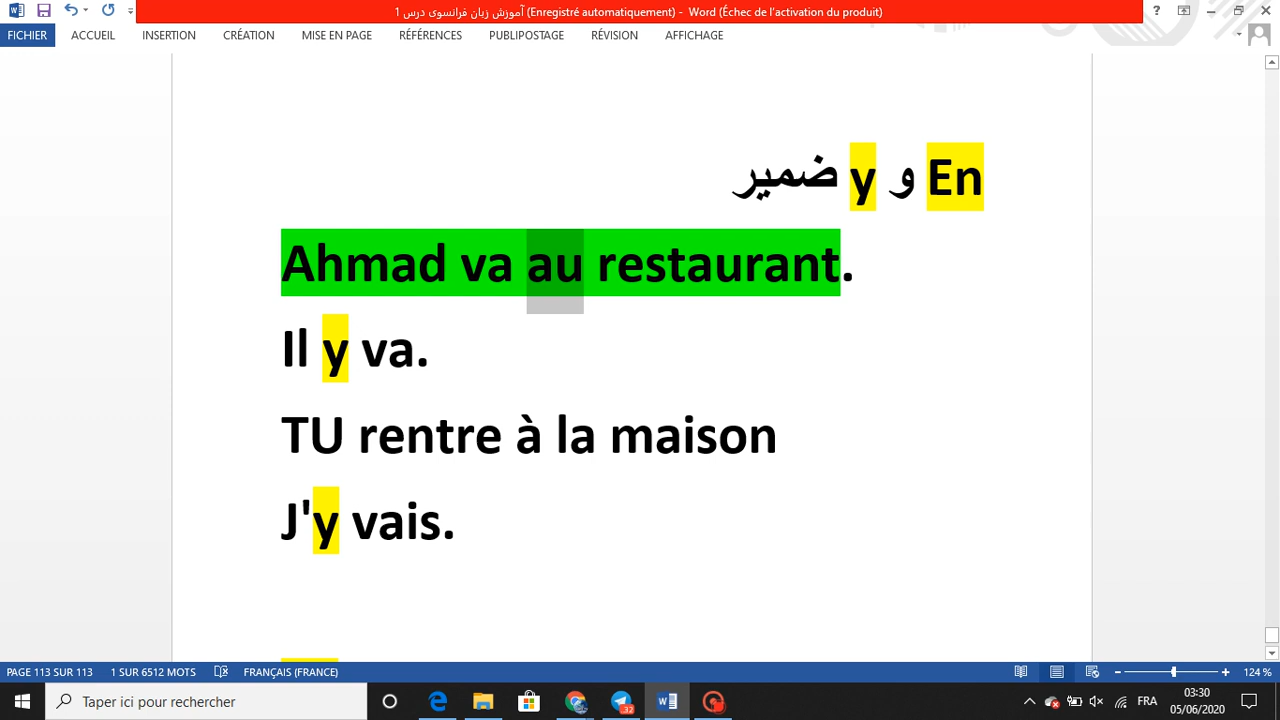 آموزش زبان فرانسوی درس 1 (Enregistré automatiquement) - Word (Échec de l'activation du produit)
FICHIER ACCUEIL INSERTION CRÉATION MISE EN PAGE RÉFÉRENCES PUBLIPOSTAGE RÉVISION AFFICHAGE
ضمیر y و En
Ahmad va au restaurant.
Il y va.
TU rentre à la maison
J'y vais.
PAGE 113 SUR 113 1 SUR 6512 MOTS FRANÇAIS (FRANCE) 124 %
Taper ici pour rechercher
32
FRA
03:30
05/06/2020